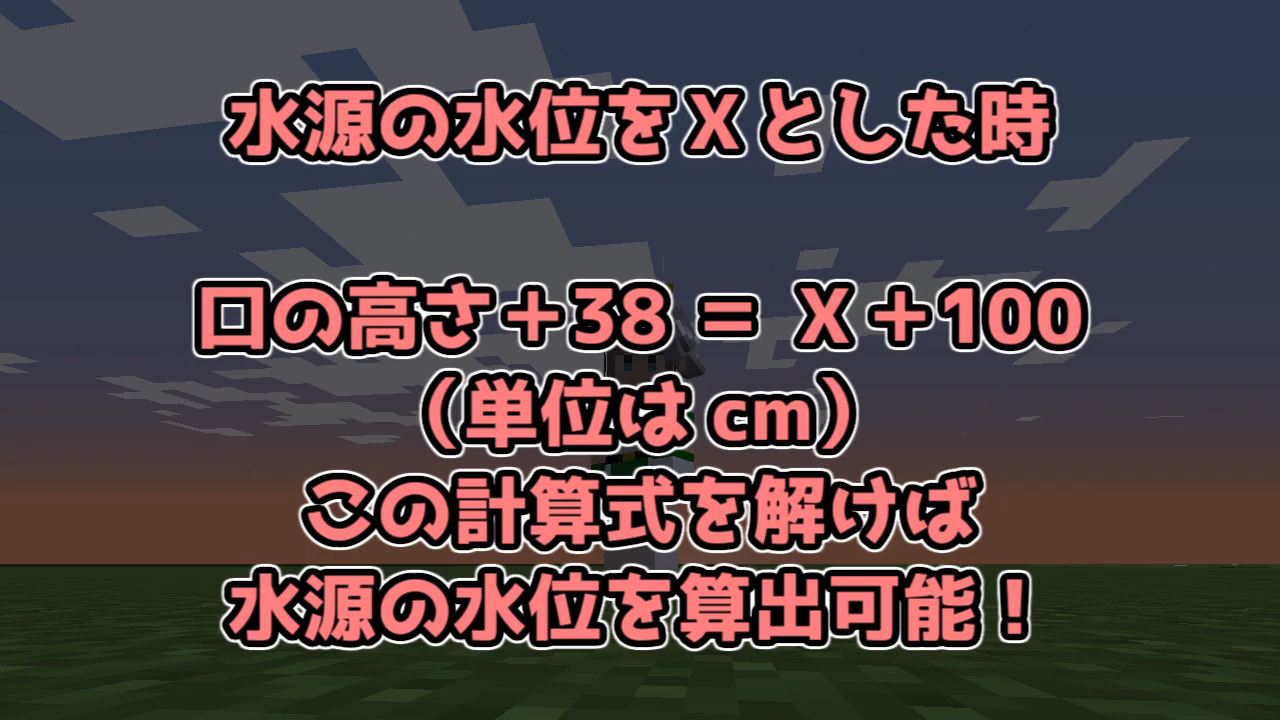 水源の水位をXとした時
口の高さ＋38 ＝ X＋100
（単位は cm）
この計算式を解けば
水源の水位を算出可能！